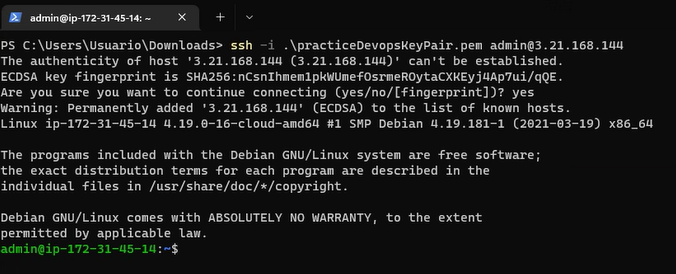 admin@ip-172-31-45-14: ~
PS C:\Users\Usuario\Downloads> ssh -i .\practiceDevopsKeyPair.pem admin@3.21.168.144
The authenticity of host '3.21.168.144 (3.21.168.144)' can't be established.
ECDSA key fingerprint is SHA256:nCsnIhmem1pkWUmefOsrmeROytaCXKEyj4Ap7ui/qQE.
Are you sure you want to continue connecting (yes/no/[fingerprint])? yes
Warning: Permanently added '3.21.168.144' (ECDSA) to the list of known hosts.
Linux ip-172-31-45-14 4.19.0-16-cloud-amd64 #1 SMP Debian 4.19.181-1 (2021-03-19) x86_64
The programs included with the Debian GNU/Linux system are free software;
the exact distribution terms for each program are described in the
individual files in /usr/share/doc/*/copyright.
Debian GNU/Linux comes with ABSOLUTELY NO WARRANTY, to the extent
permitted by applicable law.
admin@ip-172-31-45-14:~$